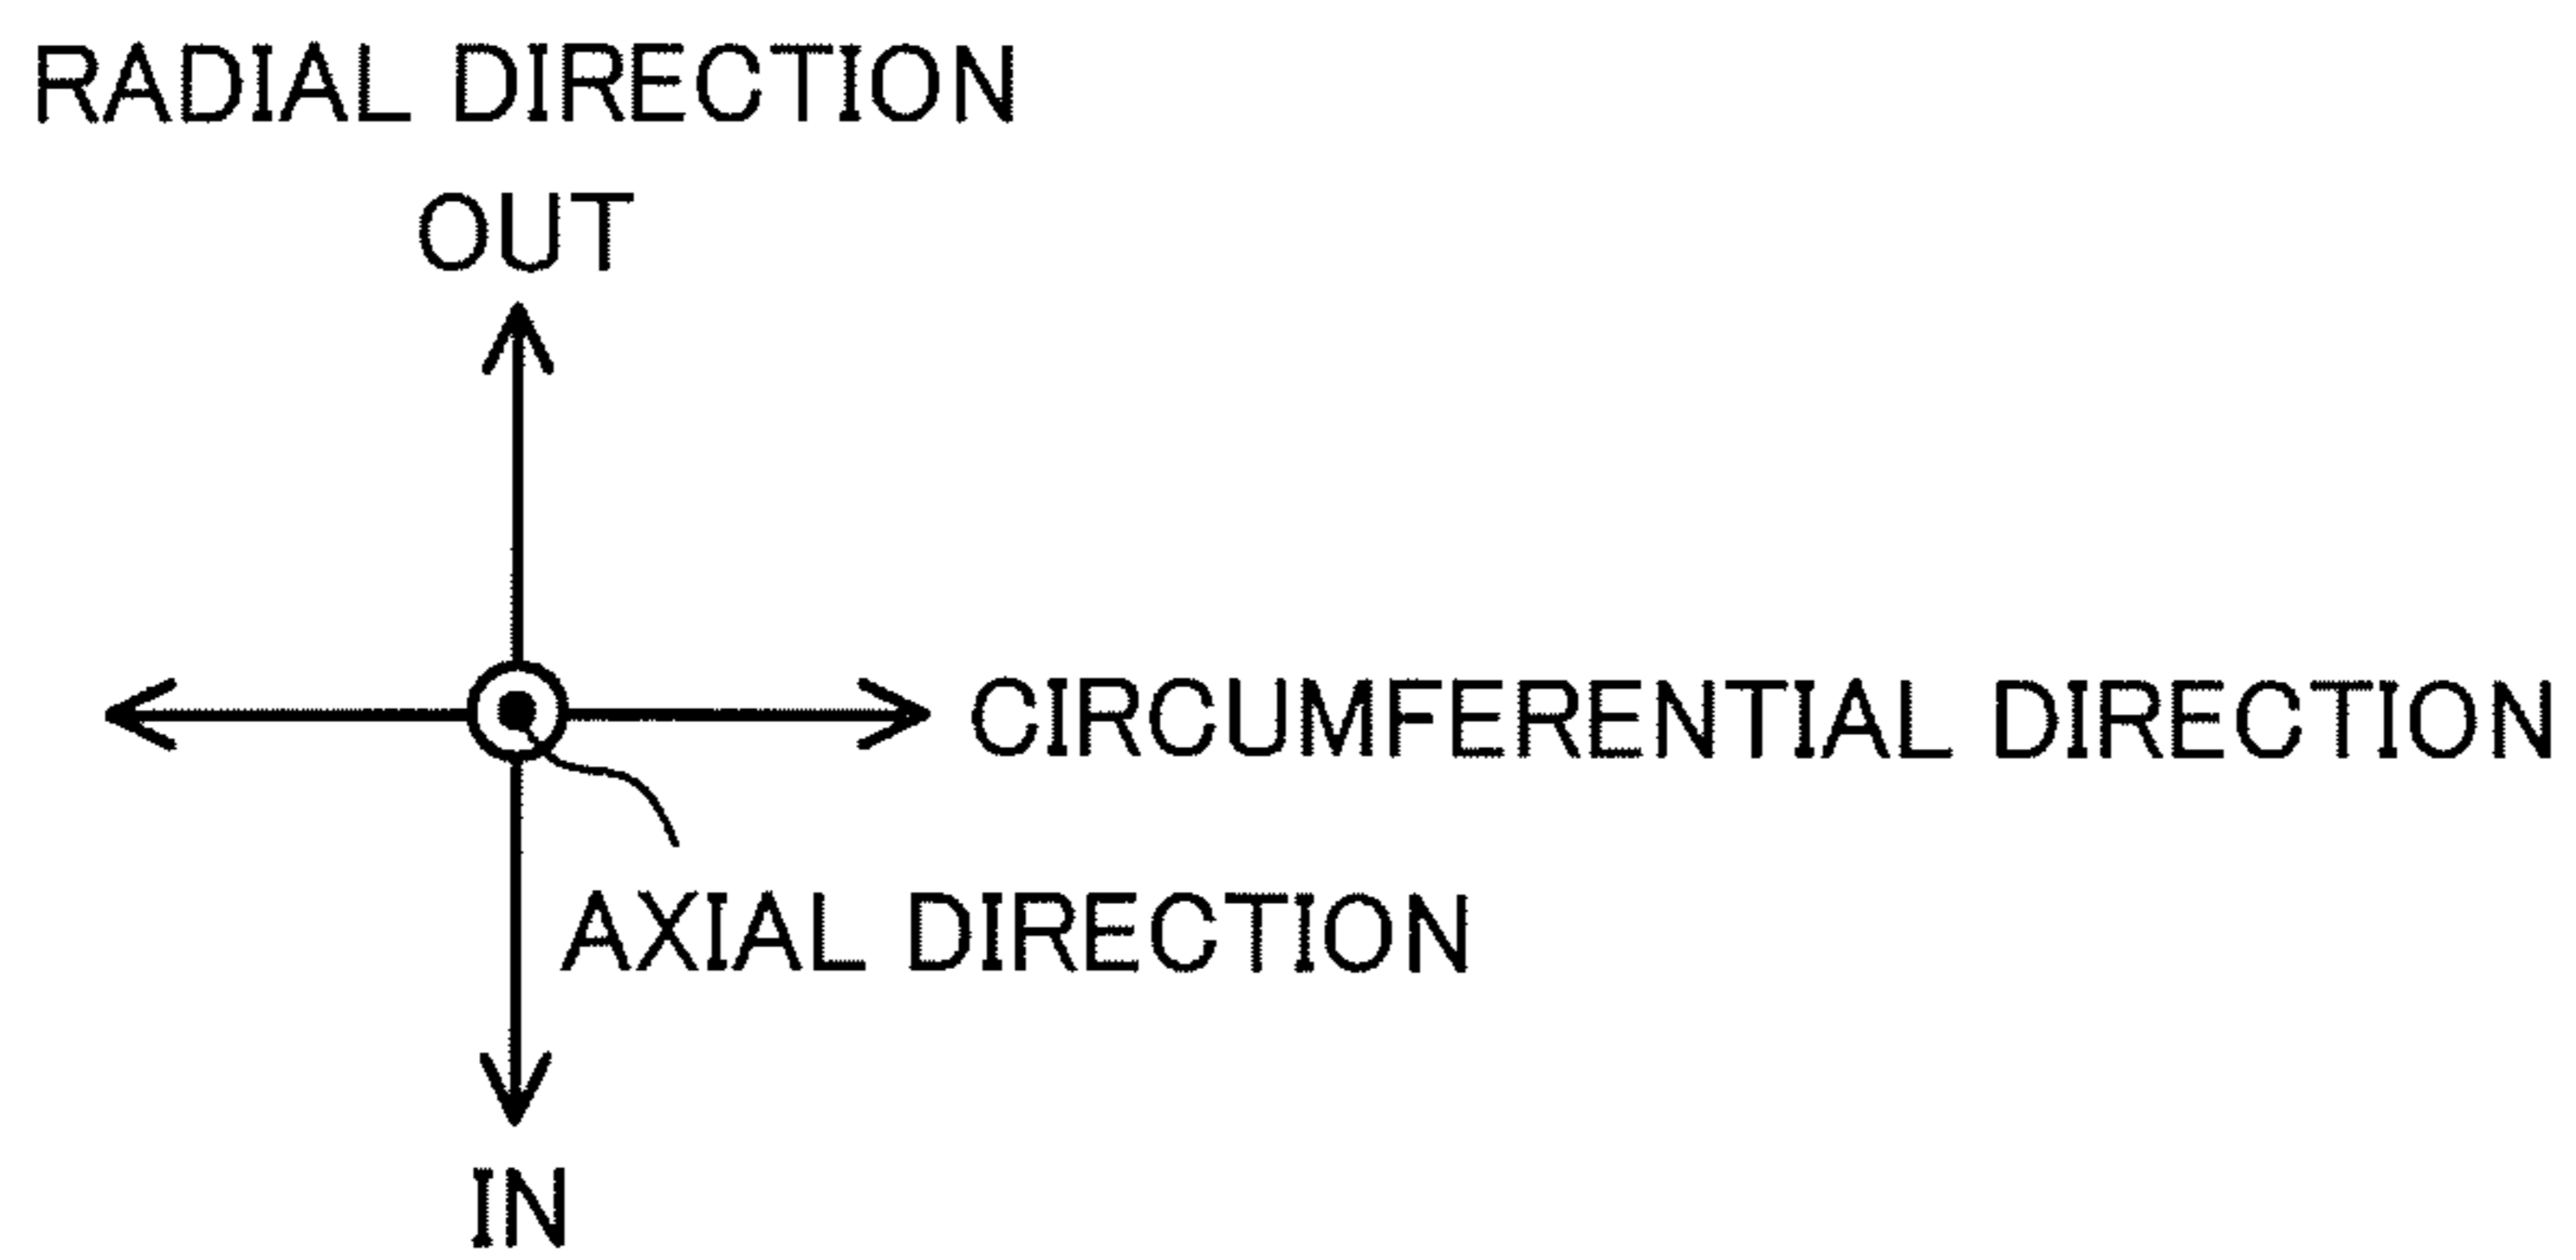 RADIAL DIRECTION
OUT
CIRCUMFERENTIAL DIRECTION
AXIAL DIRECTION
IN